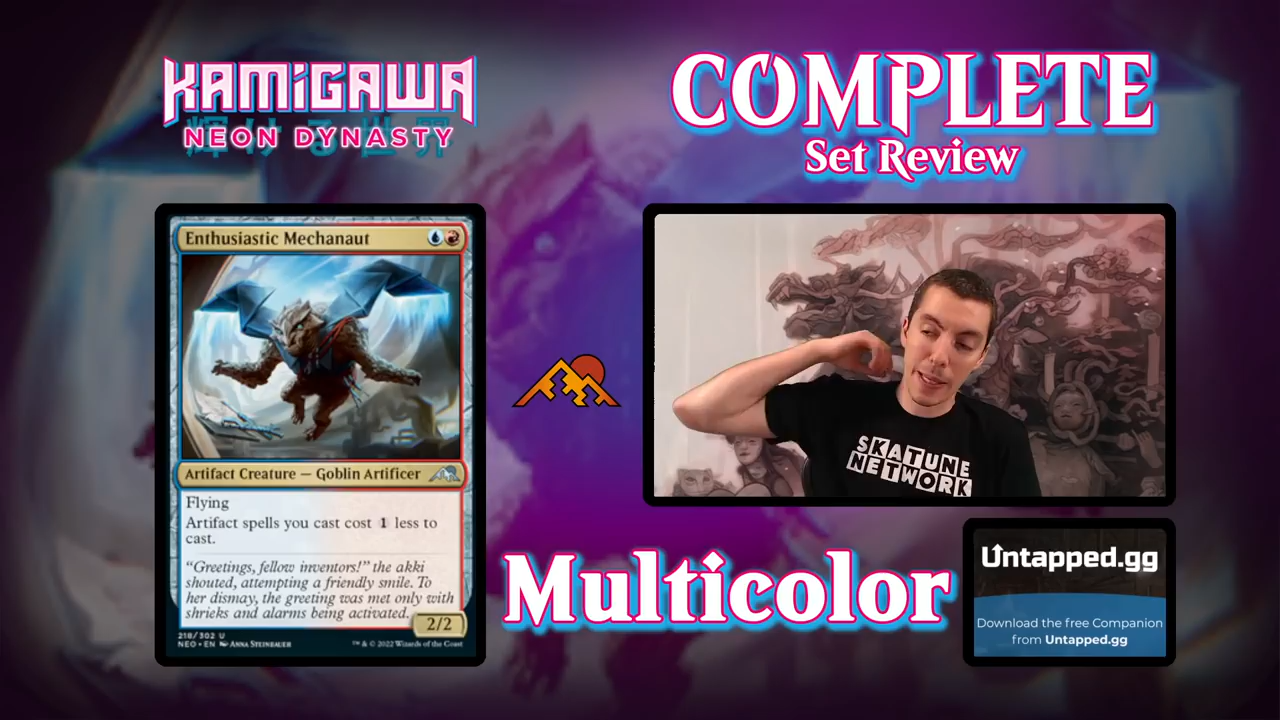 KAMIGAWA
輝ける世界
NEON DYNASTY
COMPLETE
Set Review
Enthusiastic Mechanaut
Artifact Creature — Goblin Artificer
Flying
Artifact spells you cast cost 1 less to
cast.
“Greetings, fellow inventors!” the akki
shouted, attempting a friendly smile. To
her dismay, the greeting was met only with
shrieks and alarms being activated.
2/2
218/302 U
NEO • EN ANNA STEINBAUER
™ & © 2022 Wizards of the Coast
SKATUNE
NETWORK
Multicolor
Untapped.gg
Download the free Companion
from Untapped.gg